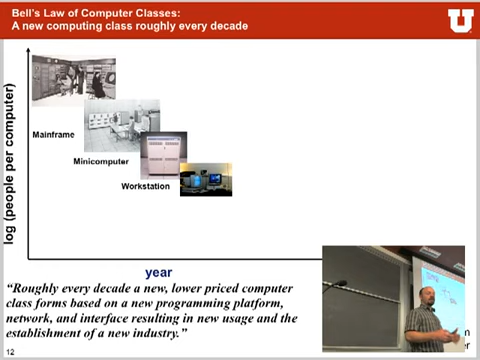 Bell's Law of Computer Classes:
A new computing class roughly every decade
U
log (people per computer)
Mainframe
Minicomputer
Workstation
year
“Roughly every decade a new, lower priced computer
class forms based on a new programming platform,
network, and interface resulting in new usage and the
establishment of a new industry.”
12